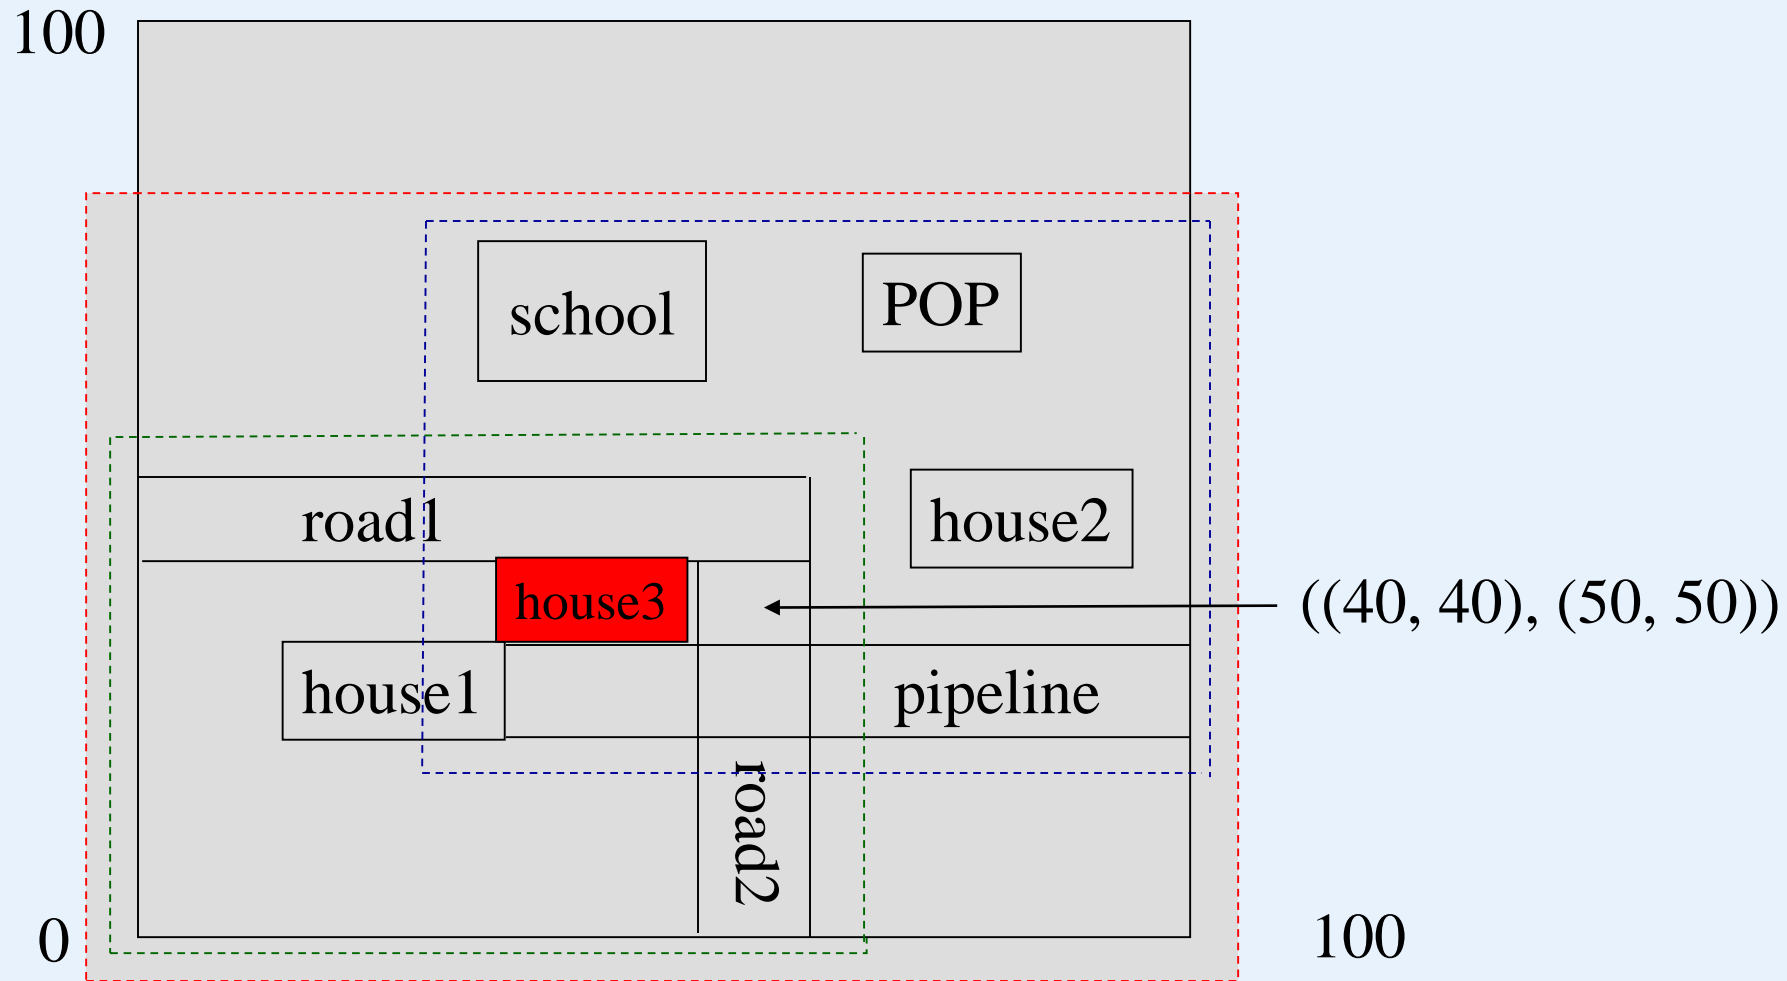 100
school
POP
road1
house2
house3
((40, 40), (50, 50))
house1
pipeline
road2
0
100